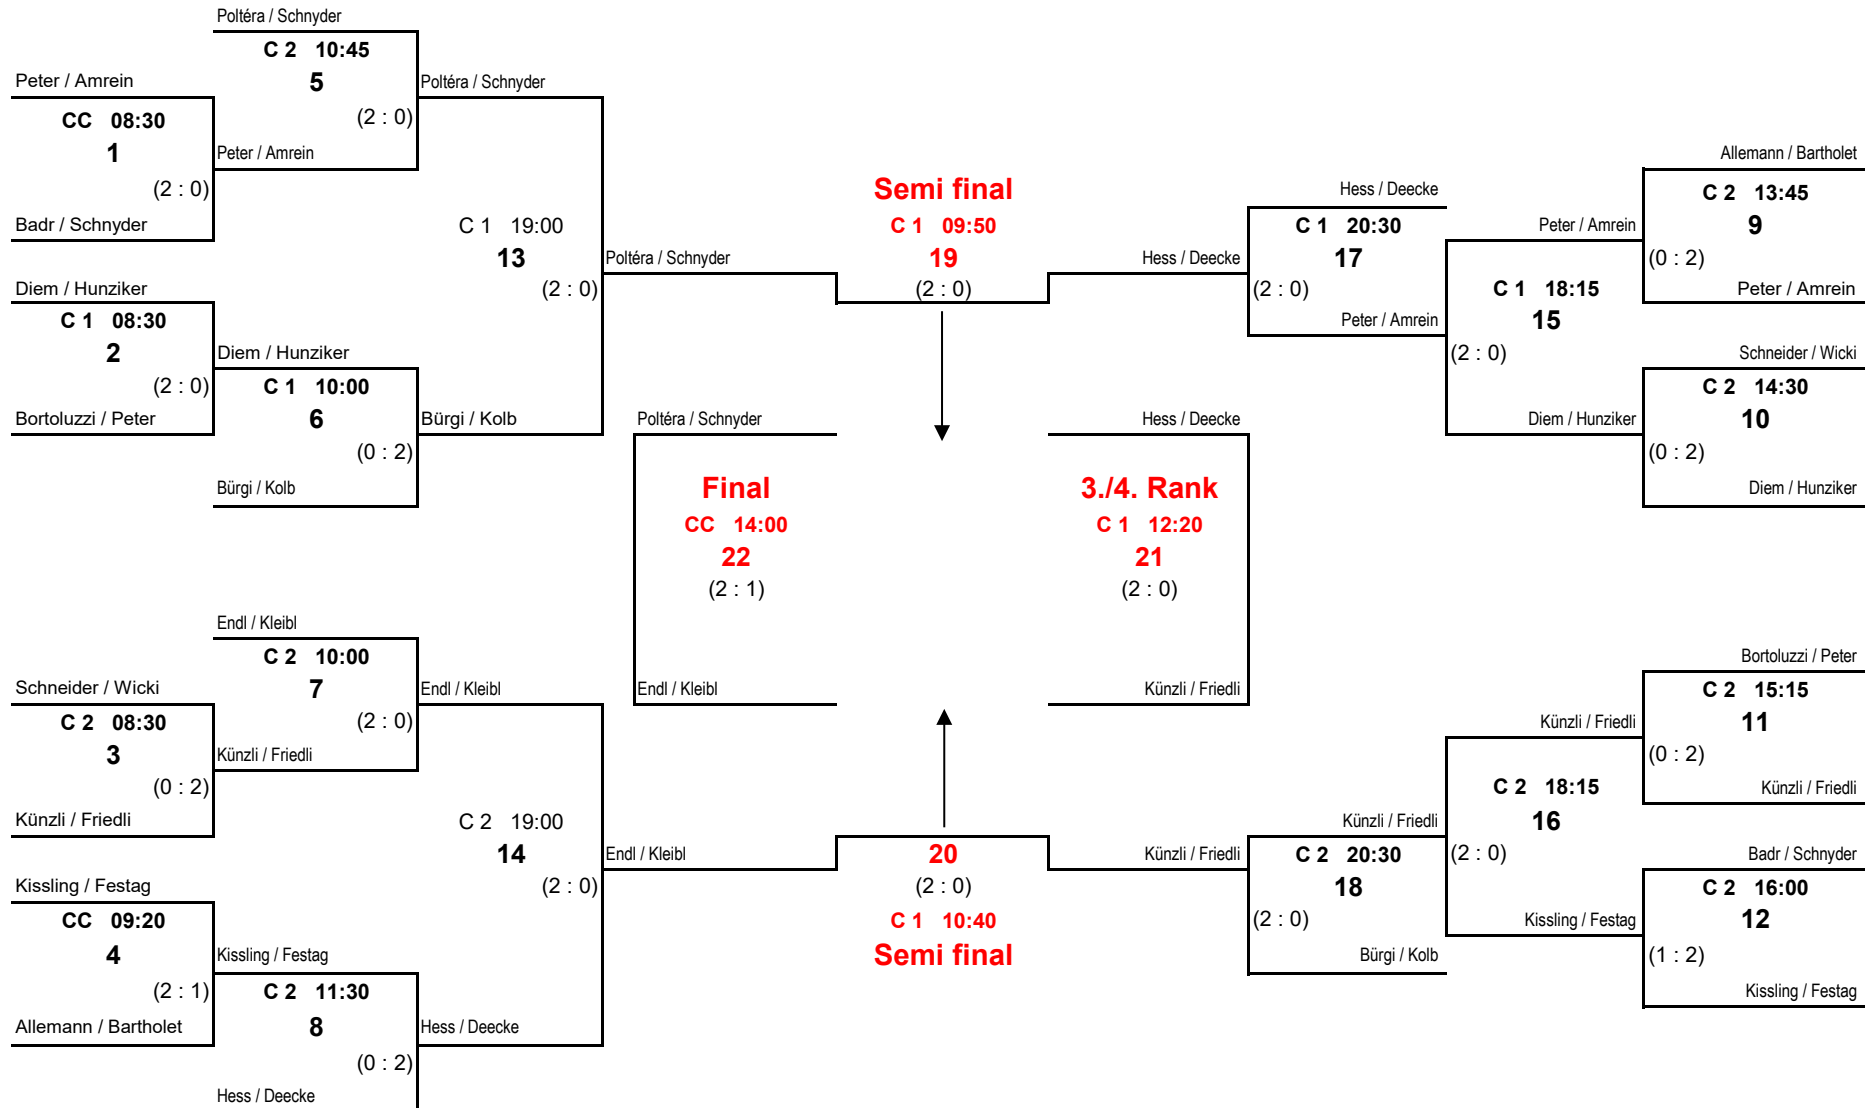 Poltéra / Schnyder
C 2 10:45
5
(2 : 0)
Peter / Amrein
Peter / Amrein
CC 08:30
1
(2 : 0)
Badr / Schnyder
Poltéra / Schnyder
C 1 19:00
13
(2 : 0)
Diem / Hunziker
C 1 08:30
2
(2 : 0)
Bortoluzzi / Peter
Diem / Hunziker
C 1 10:00
6
(0 : 2)
Bürgi / Kolb
Bürgi / Kolb
Poltéra / Schnyder
Semi final
C 1 09:50
19
(2 : 0)
Hess / Deecke
Hess / Deecke
C 1 20:30
17
(2 : 0)
Peter / Amrein
Peter / Amrein
C 1 18:15
15
(2 : 0)
Diem / Hunziker
Allemann / Bartholet
C 2 13:45
9
(0 : 2)
Peter / Amrein
Schneider / Wicki
C 2 14:30
10
(0 : 2)
Diem / Hunziker
Poltéra / Schnyder
Final
CC 14:00
22
(2 : 1)
Endl / Kleibl
Hess / Deecke
3./4. Rank
C 1 12:20
21
(2 : 0)
Künzli / Friedli
Endl / Kleibl
C 2 10:00
7
(2 : 0)
Künzli / Friedli
Schneider / Wicki
C 2 08:30
3
(0 : 2)
Künzli / Friedli
Endl / Kleibl
C 2 19:00
14
(2 : 0)
Kissling / Festag
CC 09:20
4
(2 : 1)
Allemann / Bartholet
Kissling / Festag
C 2 11:30
8
(0 : 2)
Hess / Deecke
Hess / Deecke
Endl / Kleibl
20
(2 : 0)
C 1 10:40
Semi final
Künzli / Friedli
Künzli / Friedli
C 2 20:30
18
(2 : 0)
Bürgi / Kolb
Künzli / Friedli
C 2 18:15
16
(2 : 0)
Kissling / Festag
Bortoluzzi / Peter
C 2 15:15
11
(0 : 2)
Künzli / Friedli
Badr / Schnyder
C 2 16:00
12
(1 : 2)
Kissling / Festag